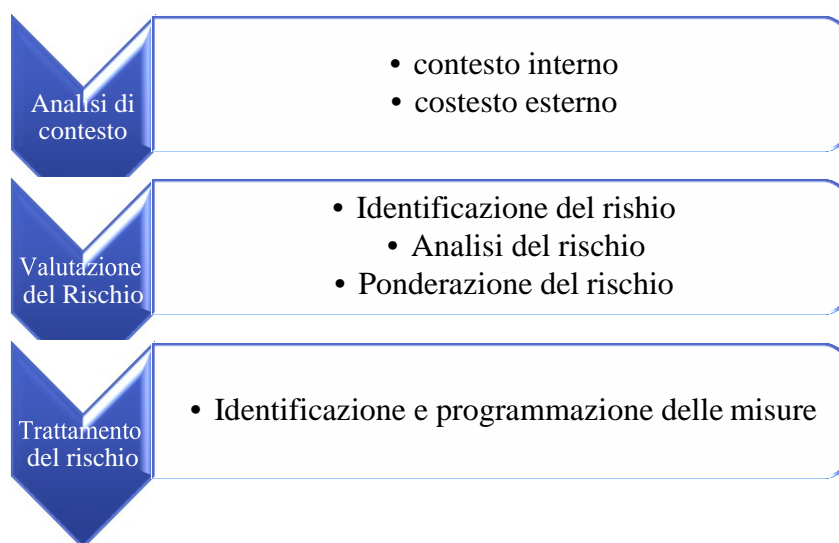 Analisi di
contesto
• contesto interno
• costesto esterno
Valutazione
del Rischio
• Identificazione del rishio
• Analisi del rischio
• Ponderazione del rischio
Trattamento
del rischio
• Identificazione e programmazione delle misure